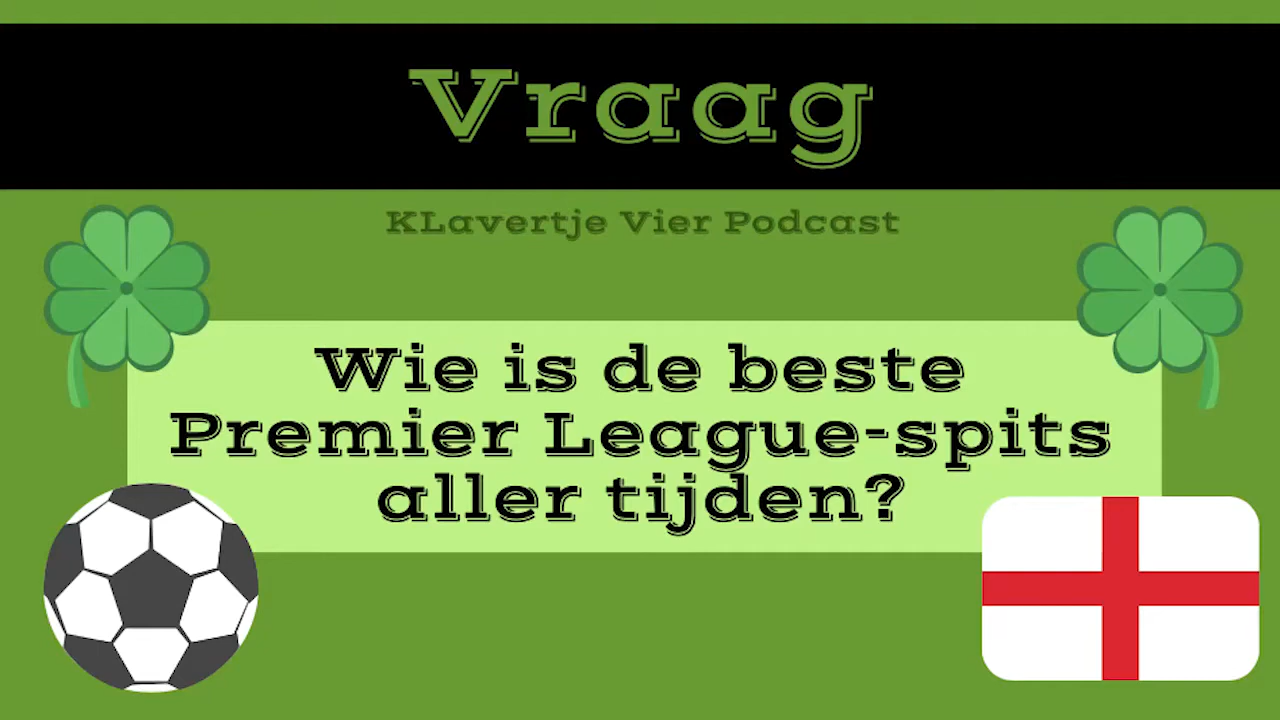 Vraag
KLavertje Vier Podcast
Wie is de beste
Premier League-spits
aller tijden?